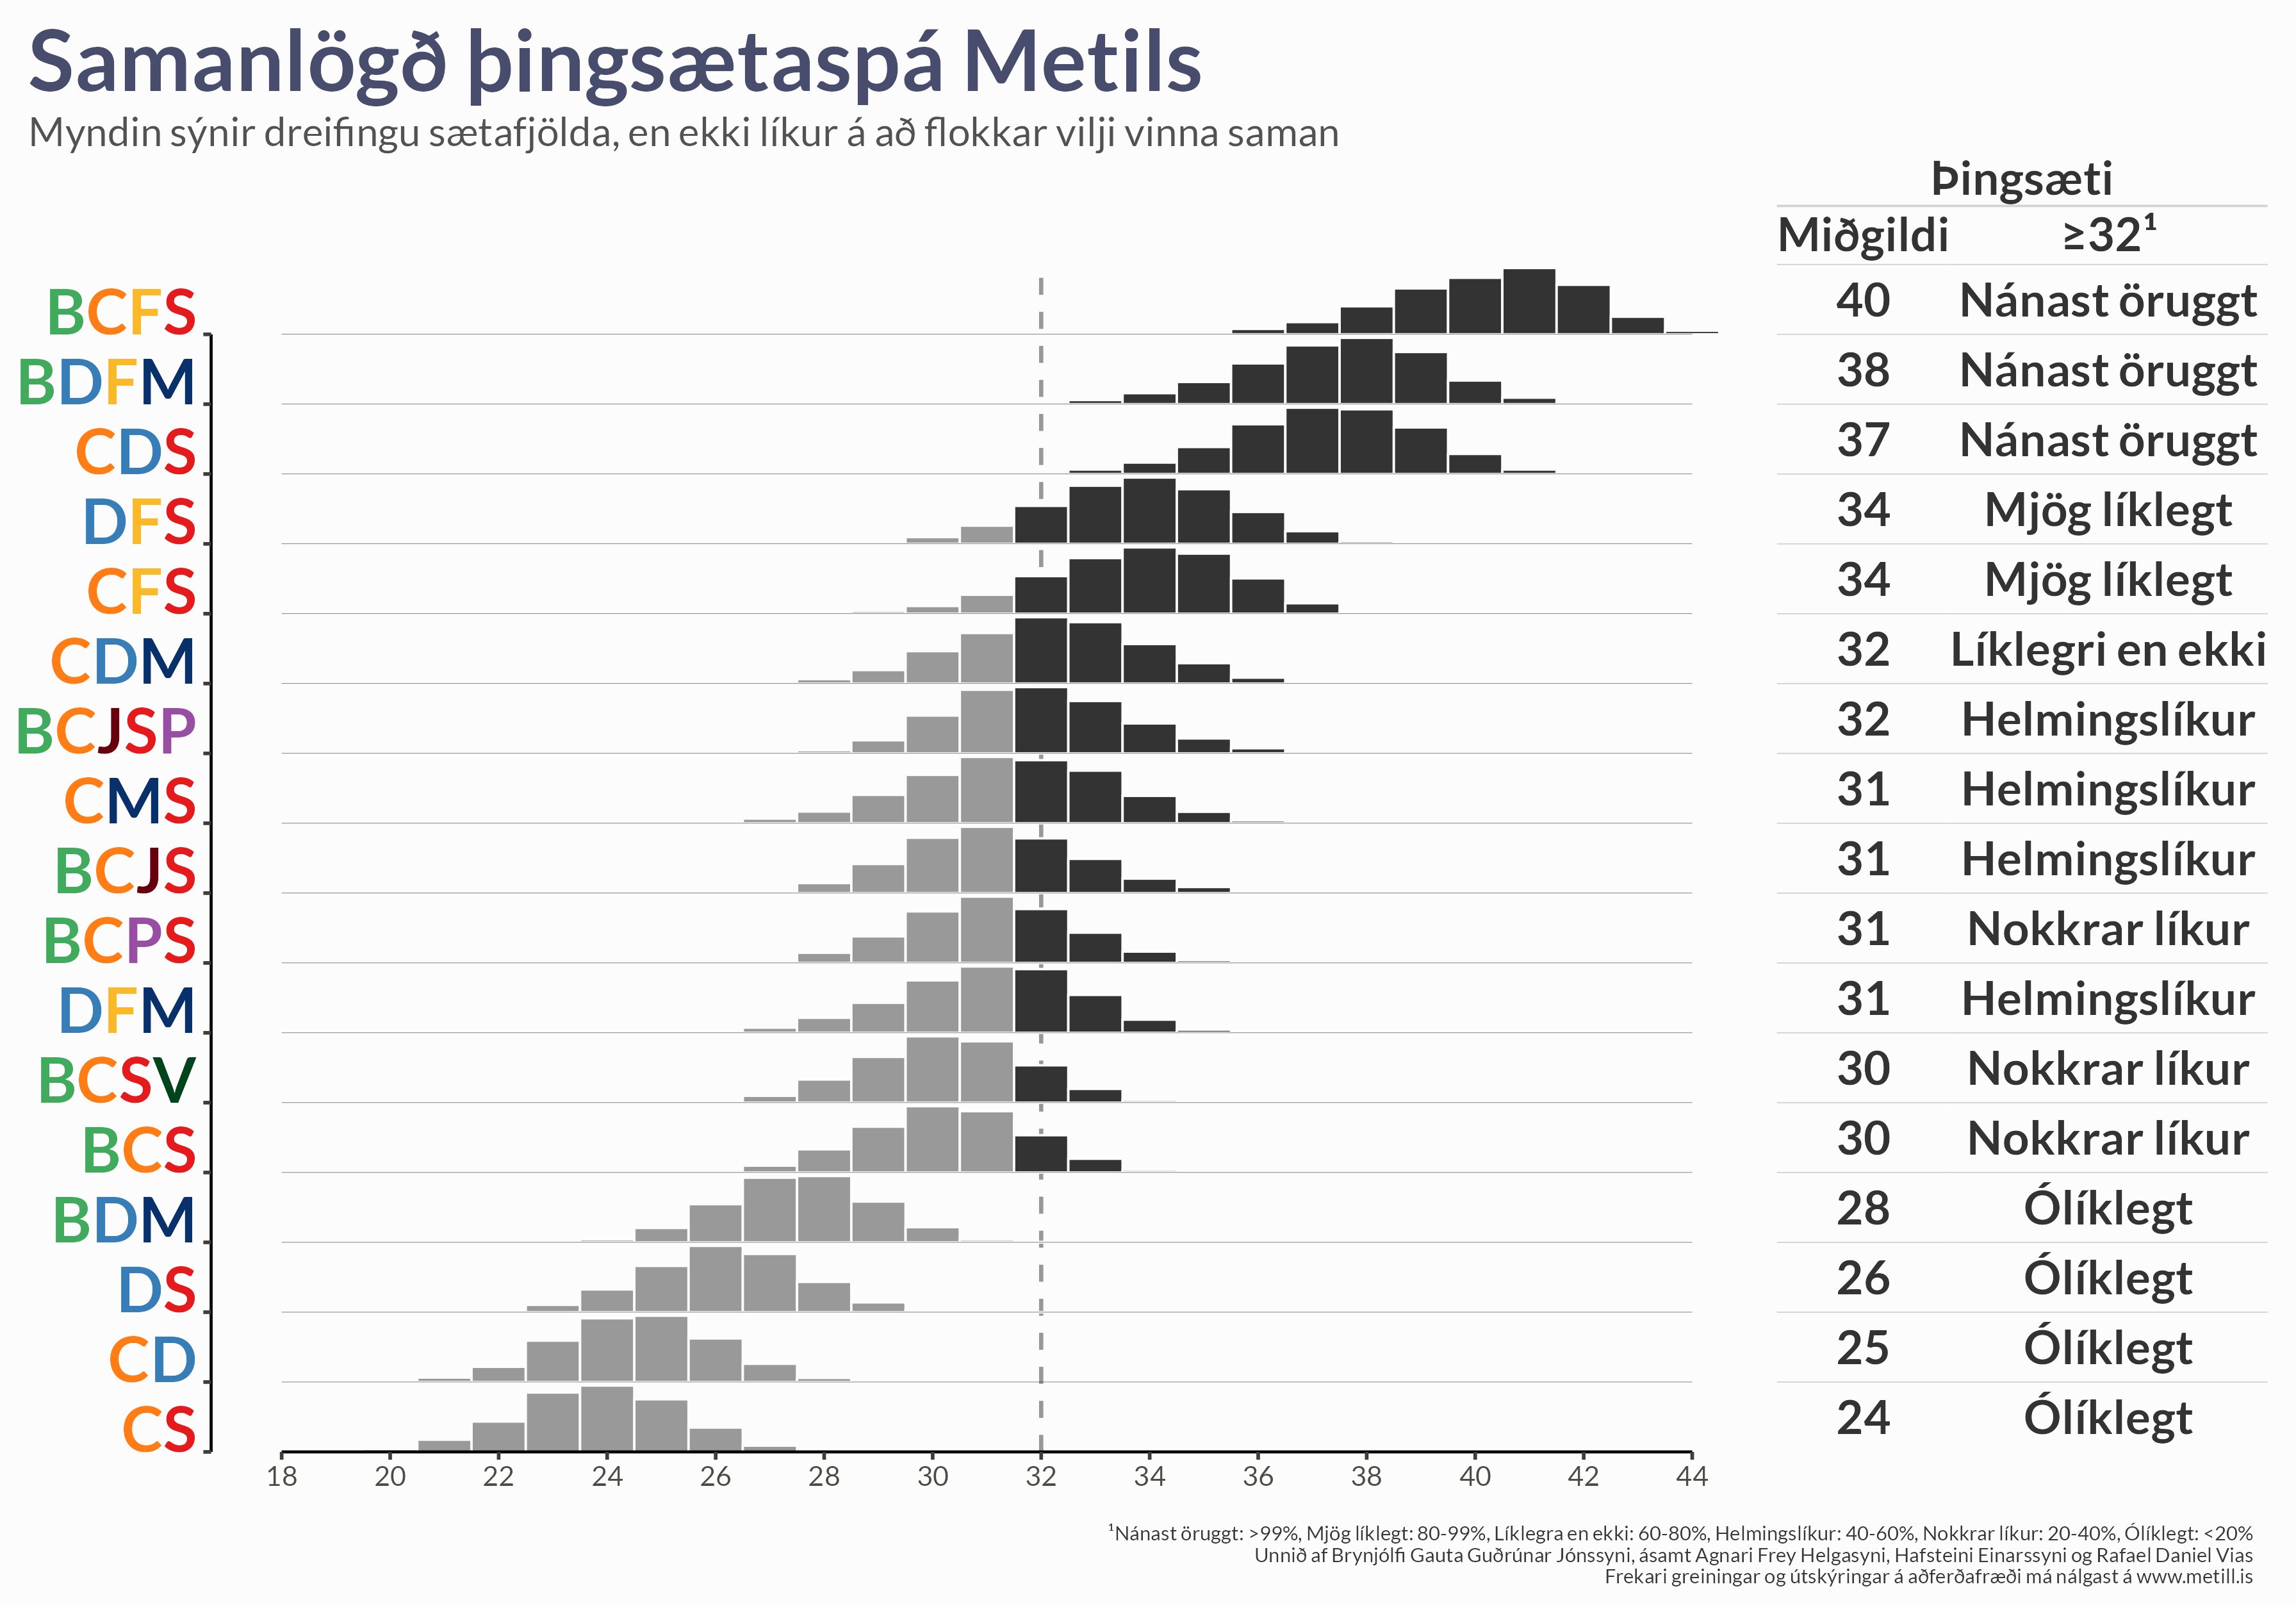 Samanlögð þingsætaspá Metils
Myndin sýnir dreifingu sætafjölda, en ekki líkur á að flokkar vilji vinna saman
Þingsæti
Miðgildi ≥32¹
BCFS 40 Nánast öruggt
BDFM 38 Nánast öruggt
CDS 37 Nánast öruggt
DFS 34 Mjög líklegt
CFS 34 Mjög líklegt
CDM 32 Líklegri en ekki
BCJSP 32 Helmingslíkur
CMS 31 Helmingslíkur
BCJS 31 Helmingslíkur
BCPS 31 Nokkrar líkur
DFM 31 Helmingslíkur
BCSV 30 Nokkrar líkur
BCS 30 Nokkrar líkur
BDM 28 Ólíklegt
DS 26 Ólíklegt
CD 25 Ólíklegt
CS 24 Ólíklegt
18 20 22 24 26 28 30 32 34 36 38 40 42 44
¹Nánast öruggt: >99%, Mjög líklegt: 80-99%, Líklegra en ekki: 60-80%, Helmingslíkur: 40-60%, Nokkrar líkur: 20-40%, Ólíklegt: <20%
Unnið af Brynjólfi Gauta Guðrúnar Jónssyni, ásamt Agnari Frey Helgasyni, Hafsteini Einarssyni og Rafael Daniel Vias
Frekari greiningar og útskýringar á aðferðafræði má nálgast á www.metill.is